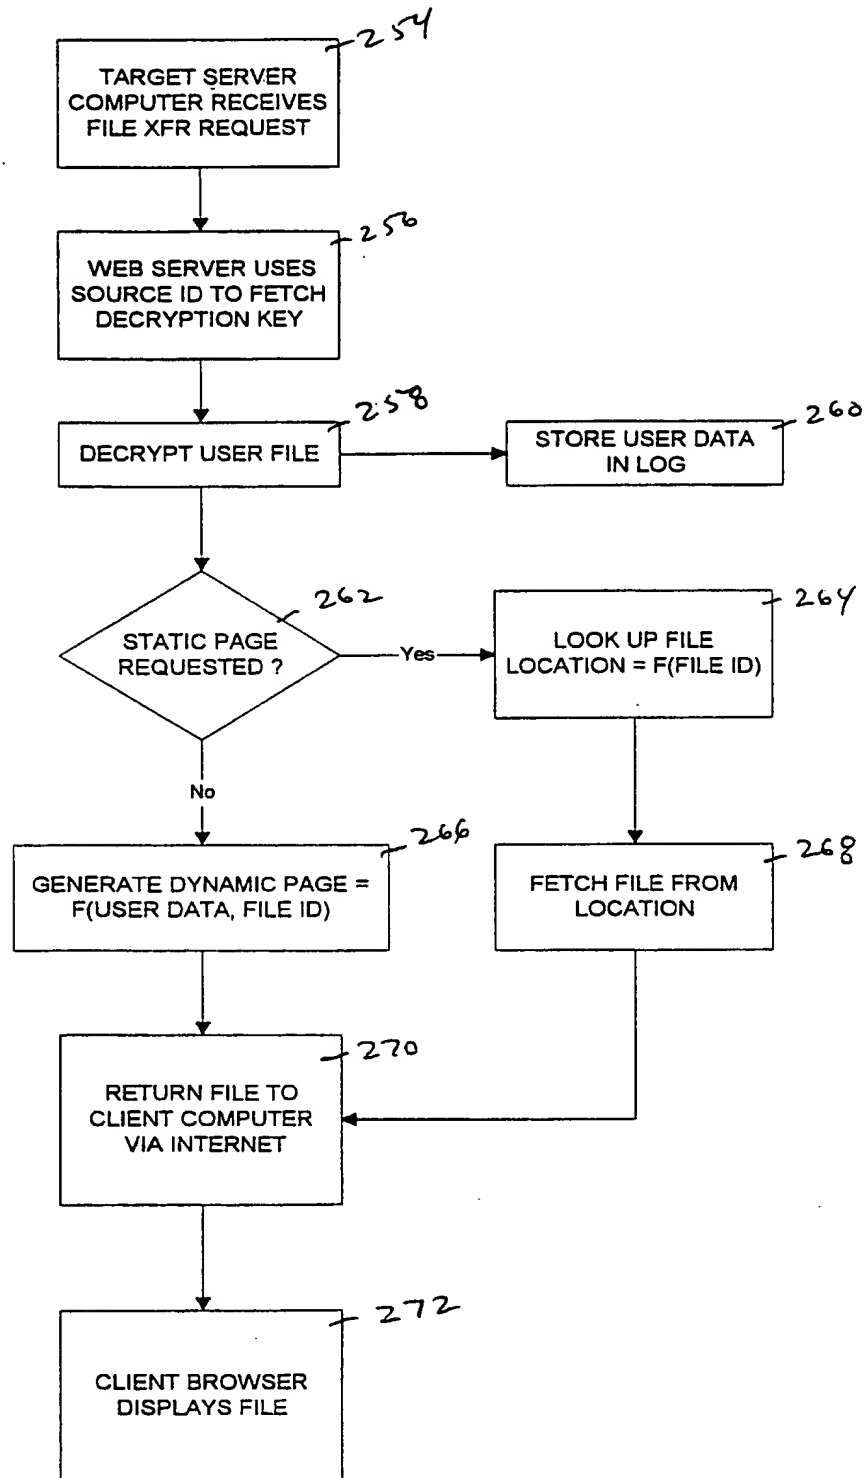 254
TARGET SERVER
COMPUTER RECEIVES
FILE XFR REQUEST
256
WEB SERVER USES
SOURCE ID TO FETCH
DECRYPTION KEY
258
DECRYPT USER FILE
260
STORE USER DATA
IN LOG
262
STATIC PAGE
REQUESTED ?
Yes
264
LOOK UP FILE
LOCATION = F(FILE ID)
No
266
GENERATE DYNAMIC PAGE =
F(USER DATA, FILE ID)
268
FETCH FILE FROM
LOCATION
270
RETURN FILE TO
CLIENT COMPUTER
VIA INTERNET
272
CLIENT BROWSER
DISPLAYS FILE